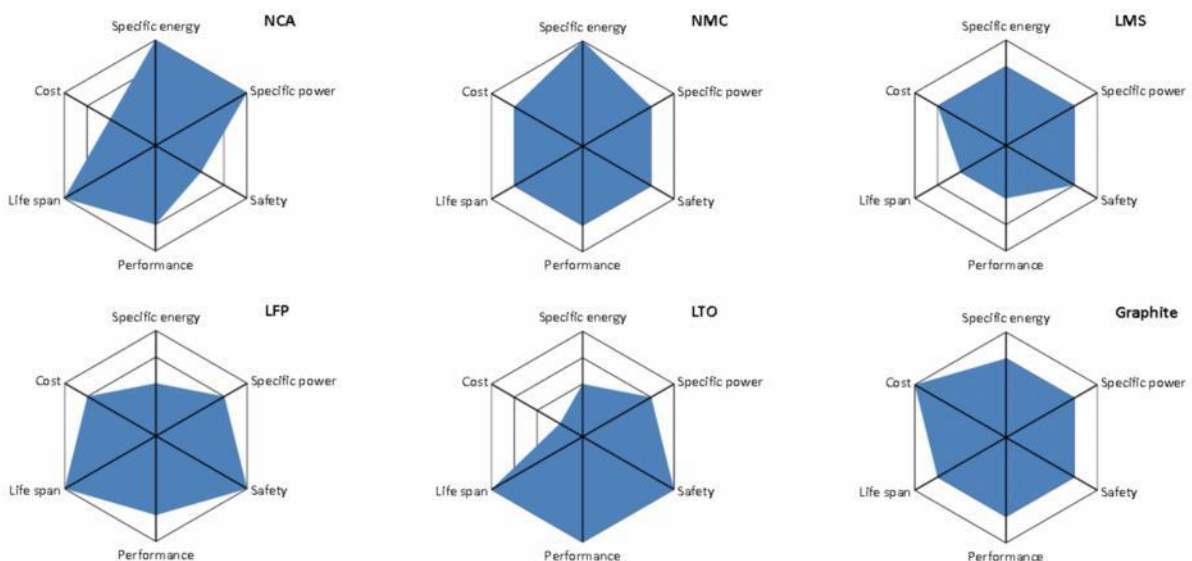 NCA
Specific energy
Cost
Specific power
Life span
Safety
Performance
NMC
Specific energy
Cost
Specific power
Life span
Safety
Performance
LMS
Specific energy
Cost
Specific power
Life span
Safety
Performance
LFP
Specific energy
Cost
Specific power
Life span
Safety
Performance
LTO
Specific energy
Cost
Specific power
Life span
Safety
Performance
Graphite
Specific energy
Cost
Specific power
Life span
Safety
Performance